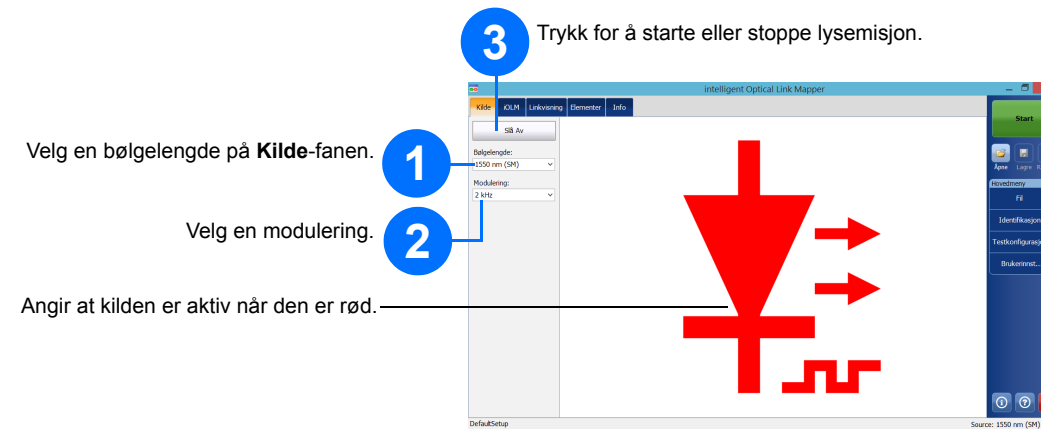 3
Trykk for å starte eller stoppe lysemisjon.
intelligent Optical Link Mapper
Kilde iOLM Linkvisning Elementer Info
Start
Slå Av
Velg en bølgelengde på Kilde-fanen.
1
Bølgelengde:
1550 nm (SM)
Åpne Lagre
Modulering:
2 kHz
Hovedmeny
Fil
Velg en modulering.
2
Identifikasjon
Testkonfigurasj
Brukerinnst...
Angir at kilden er aktiv når den er rød.
DefaultSetup
Source: 1550 nm (SM)